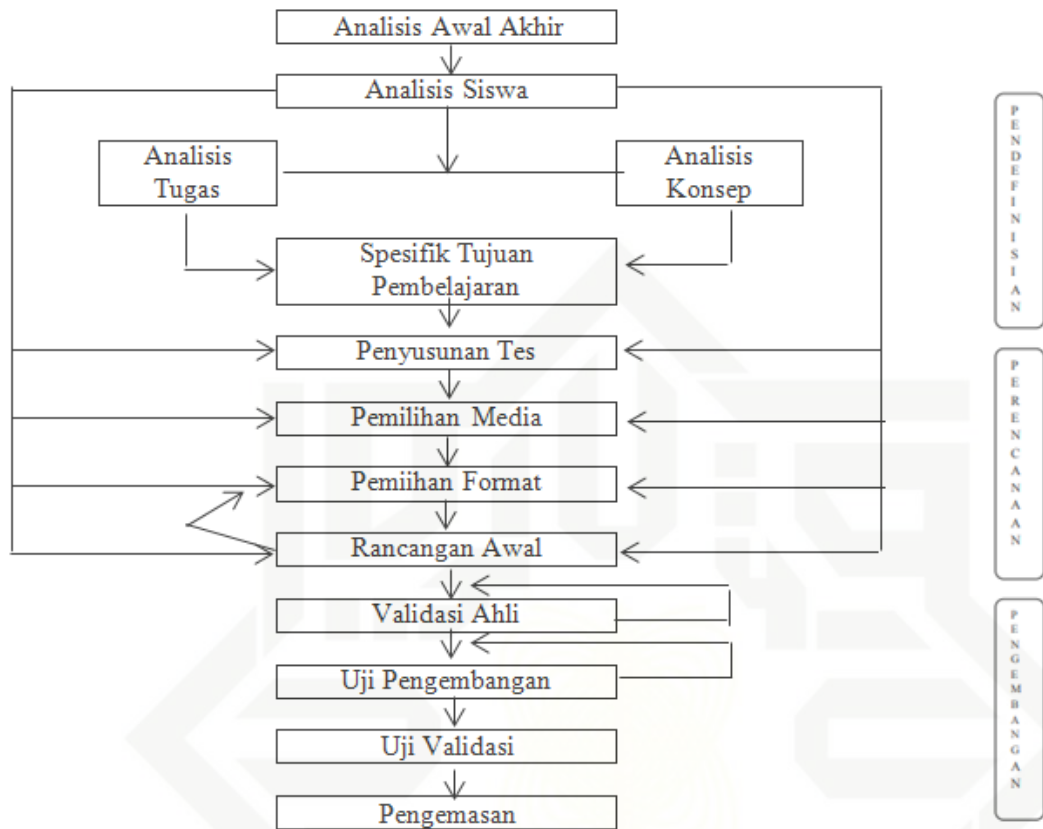 Analisis Awal Akhir
Analisis Siswa
Analisis
Tugas
Analisis
Konsep
Spesifik Tujuan
Pembelajaran
Penyusunan Tes
Pemilihan Media
Pemiihan Format
Rancangan Awal
Validasi Ahli
Uji Pengembangan
Uji Validasi
Pengemasan
PENDEFINISIAN
PERENCANAAN
PENGEMBANGAN